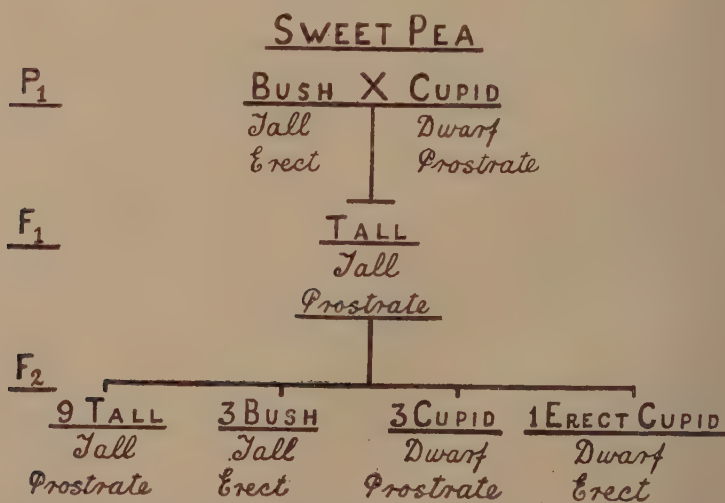 SWEET PEA
P1 BUSH X CUPID
Tall Dwarf
Erect Prostrate
F1 TALL
Tall
Prostrate
F2
9 TALL 3 BUSH 3 CUPID 1 ERECT CUPID
Tall Tall Dwarf Dwarf
Prostrate Erect Prostrate Erect